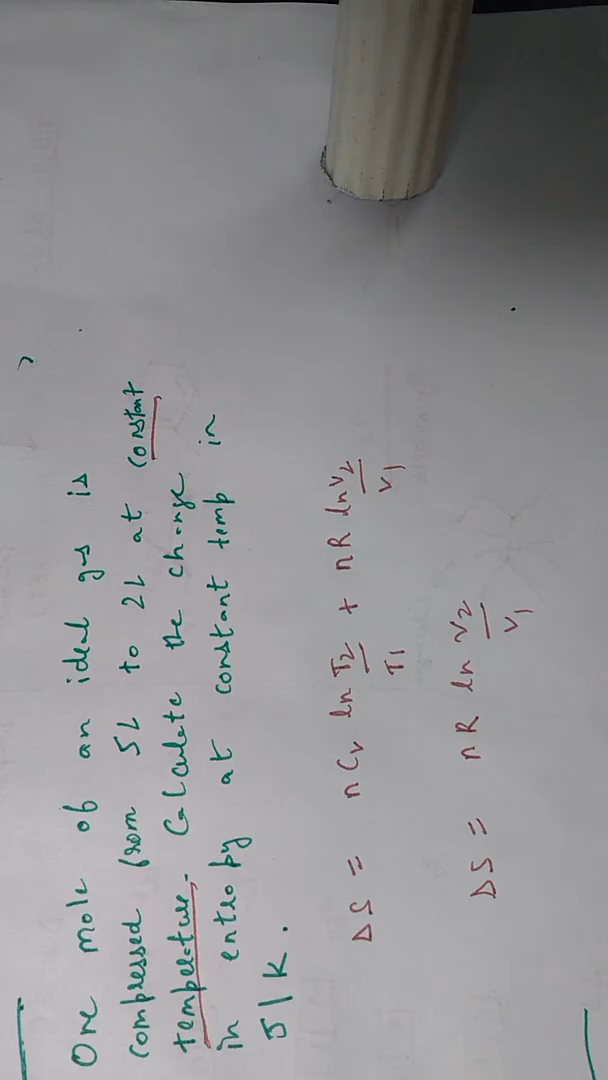 One mole of an ideal gas is
compressed from 5L to 2L at constant
temperature. Calculate the change
in entropy at constant temp in
J/K.
ΔS = nCv ln T2/T1 + nR ln V2/V1
ΔS = nR ln V2/V1